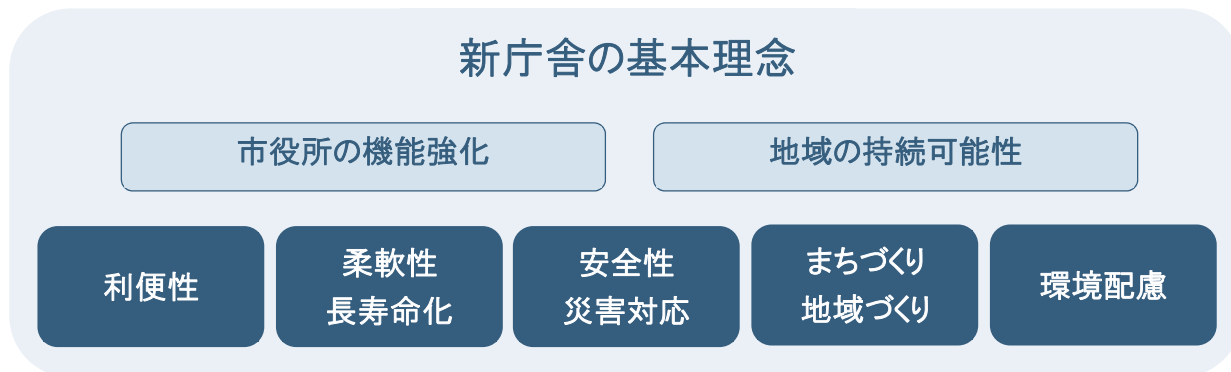 新庁舎の基本理念
市役所の機能強化
地域の持続可能性
利便性
柔軟性
長寿命化
安全性
災害対応
まちづくり
地域づくり
環境配慮